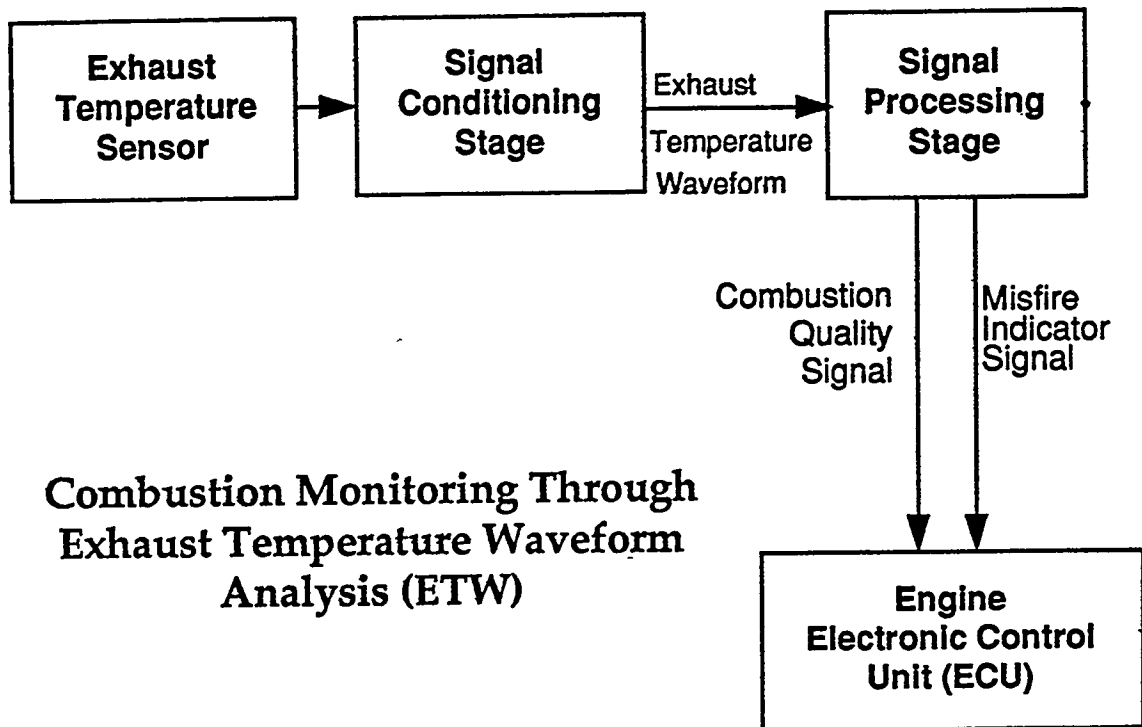 Exhaust
Temperature
Sensor
Signal
Conditioning
Stage
Exhaust
Temperature
Waveform
Signal
Processing
Stage
Combustion
Quality
Signal
Misfire
Indicator
Signal
Combustion Monitoring Through
Exhaust Temperature Waveform
Analysis (ETW)
Engine
Electronic Control
Unit (ECU)